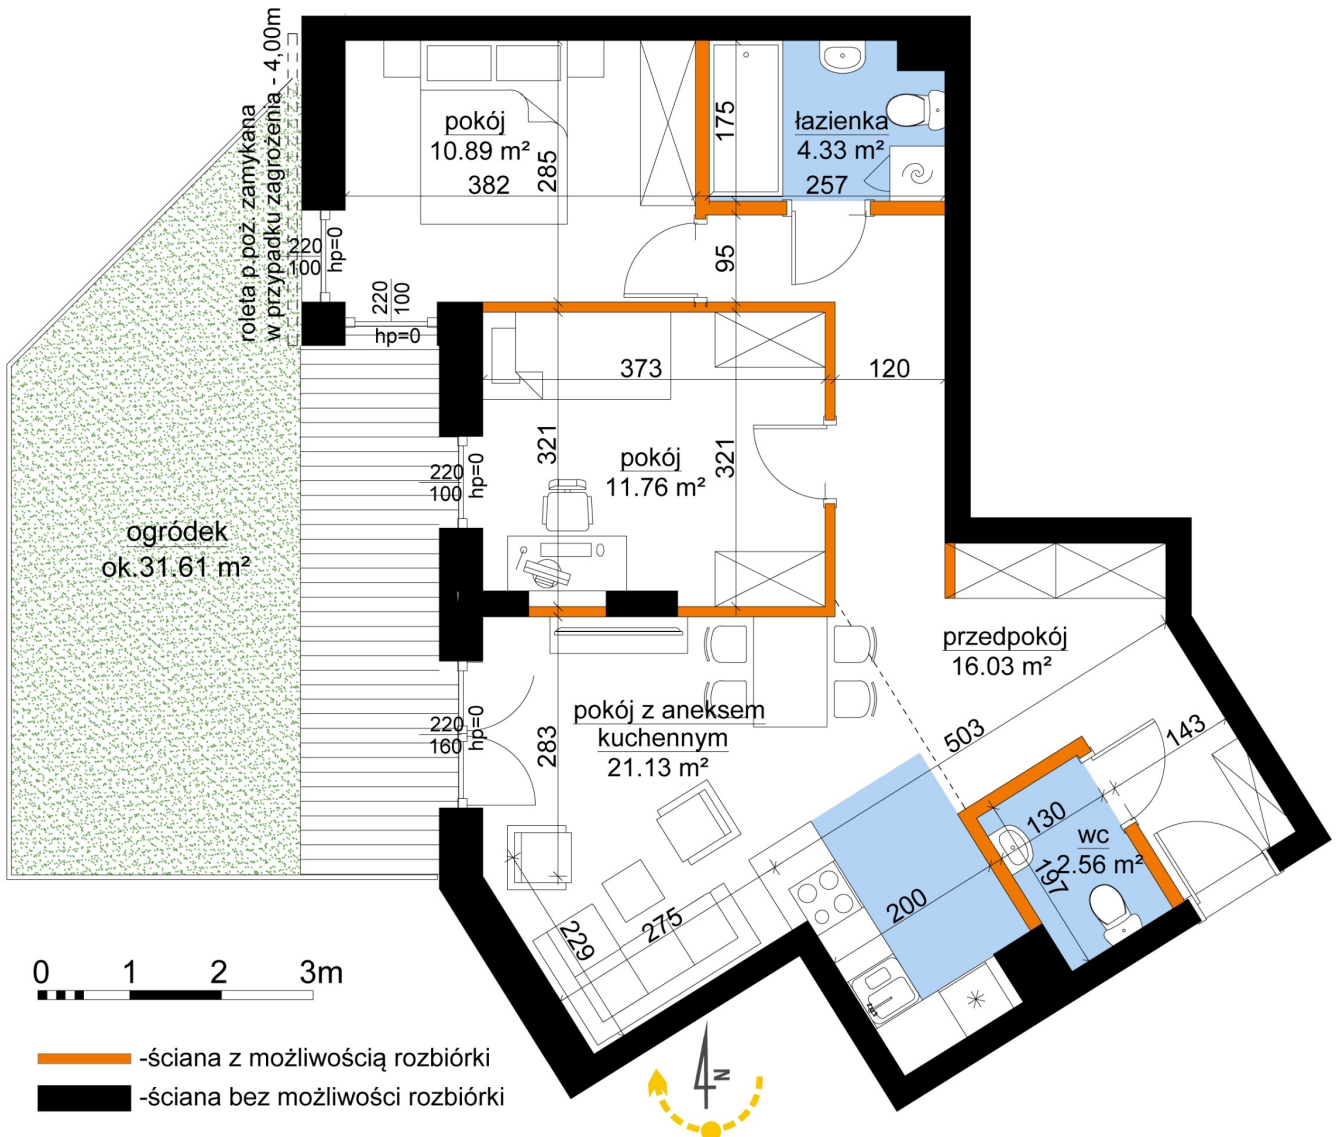 roleta p.poz. zamykana
w przypadku zagrożenia - 4,00m
pokój
10.89 m²
382
285
175
łazienka
4.33 m²
257
95
220
100
hp=0
220
100
hp=0
373
120
321
321
pokój
11.76 m²
220
100
hp=0
ogródek
ok.31.61 m²
przedpokój
16.03 m²
pokój z aneksem
kuchennym
21.13 m²
220
160
hp=0
283
503
143
130
wc
2.56 m²
197
200
275
229
0 1 2 3m
-ściana z możliwością rozbiórki
-ściana bez możliwości rozbiórki
N